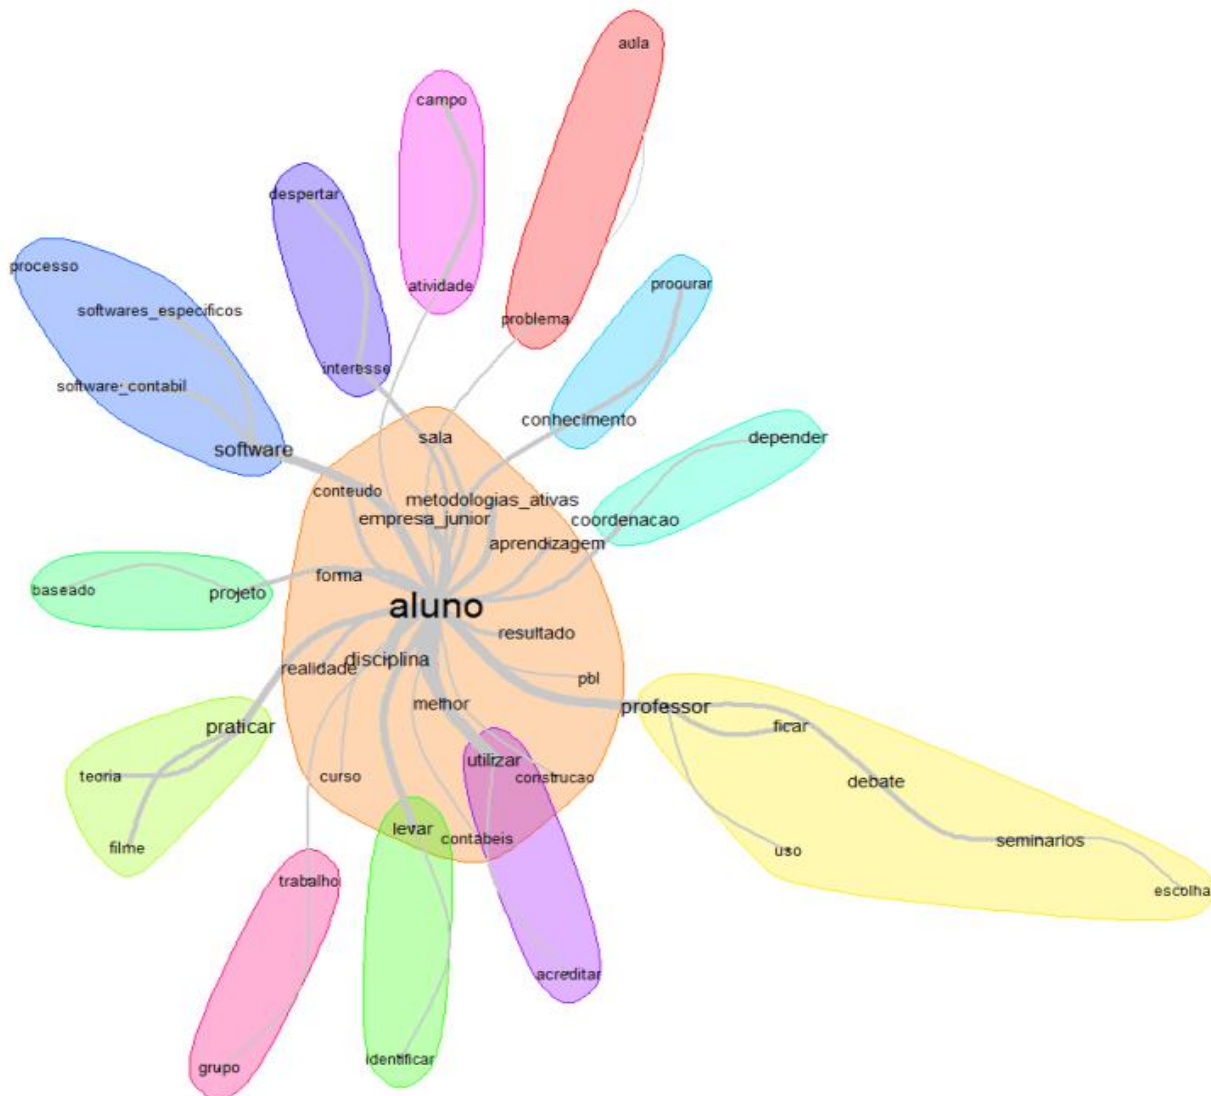 aula
campo
despertar
processo
procurar
atividade
softwares_especificos
problema
interesse
software_contabil
conhecimento
sala
depender
software
conteudo
metodologias_ativas
empresa_junior
coordenacao
aprendizagem
forma
baseado
projeto
aluno
resultado
disciplina
realidade
pbl
melhor
professor
praticar
ficar
utilizar
teoria
curso
construcao
debate
levar
contabeis
seminarios
filme
uso
trabalho
escolha
acreditar
identificar
grupo